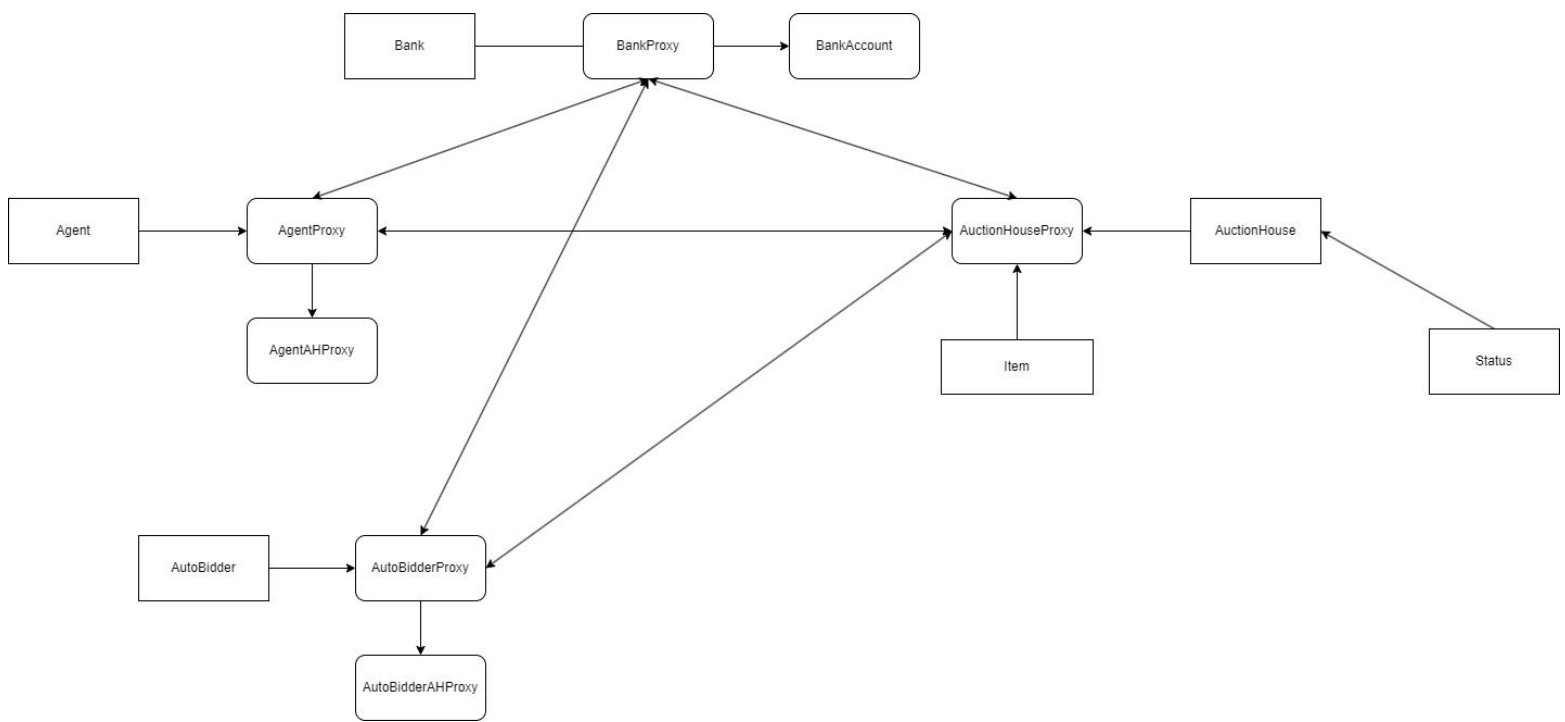 Bank
BankProxy
BankAccount
Agent
AgentProxy
AuctionHouseProxy
AuctionHouse
AgentAHProxy
Item
Status
AutoBidder
AutoBidderProxy
AutoBidderAHProxy